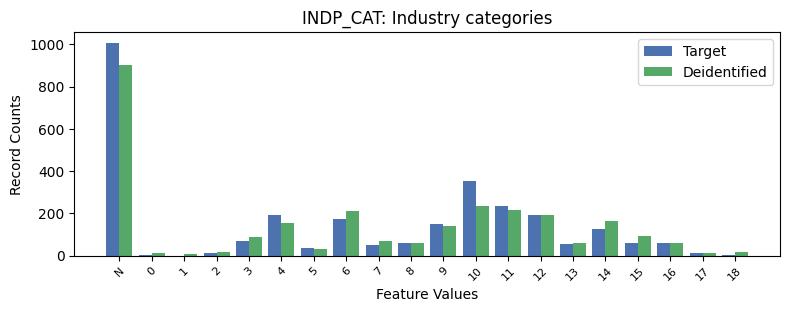 INDP_CAT: Industry categories
Target
Deidentified
Record Counts
1000
800
600
400
200
0
N 0 1 2 3 4 5 6 7 8 9 10 11 12 13 14 15 16 17 18
Feature Values